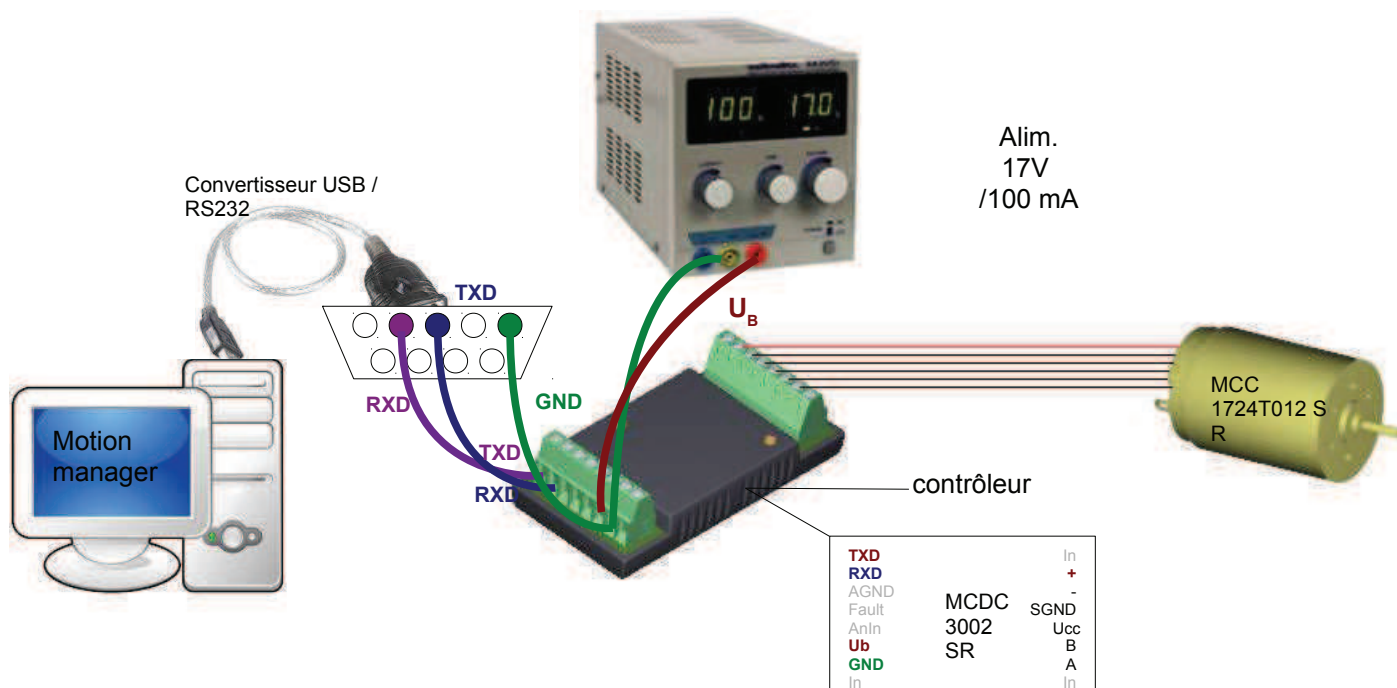 Alim.
17V
/100 mA
100
17.0
Convertisseur USB /
RS232
TXD
U
B
RXD
GND
TXD
RXD
Motion
manager
MCC
1724T012 S
R
contrôleur
TXD
RXD
AGND
Fault
AnIn
Ub
GND
In
MCDC
3002
SR
In
+
-
SGND
Ucc
B
A
In